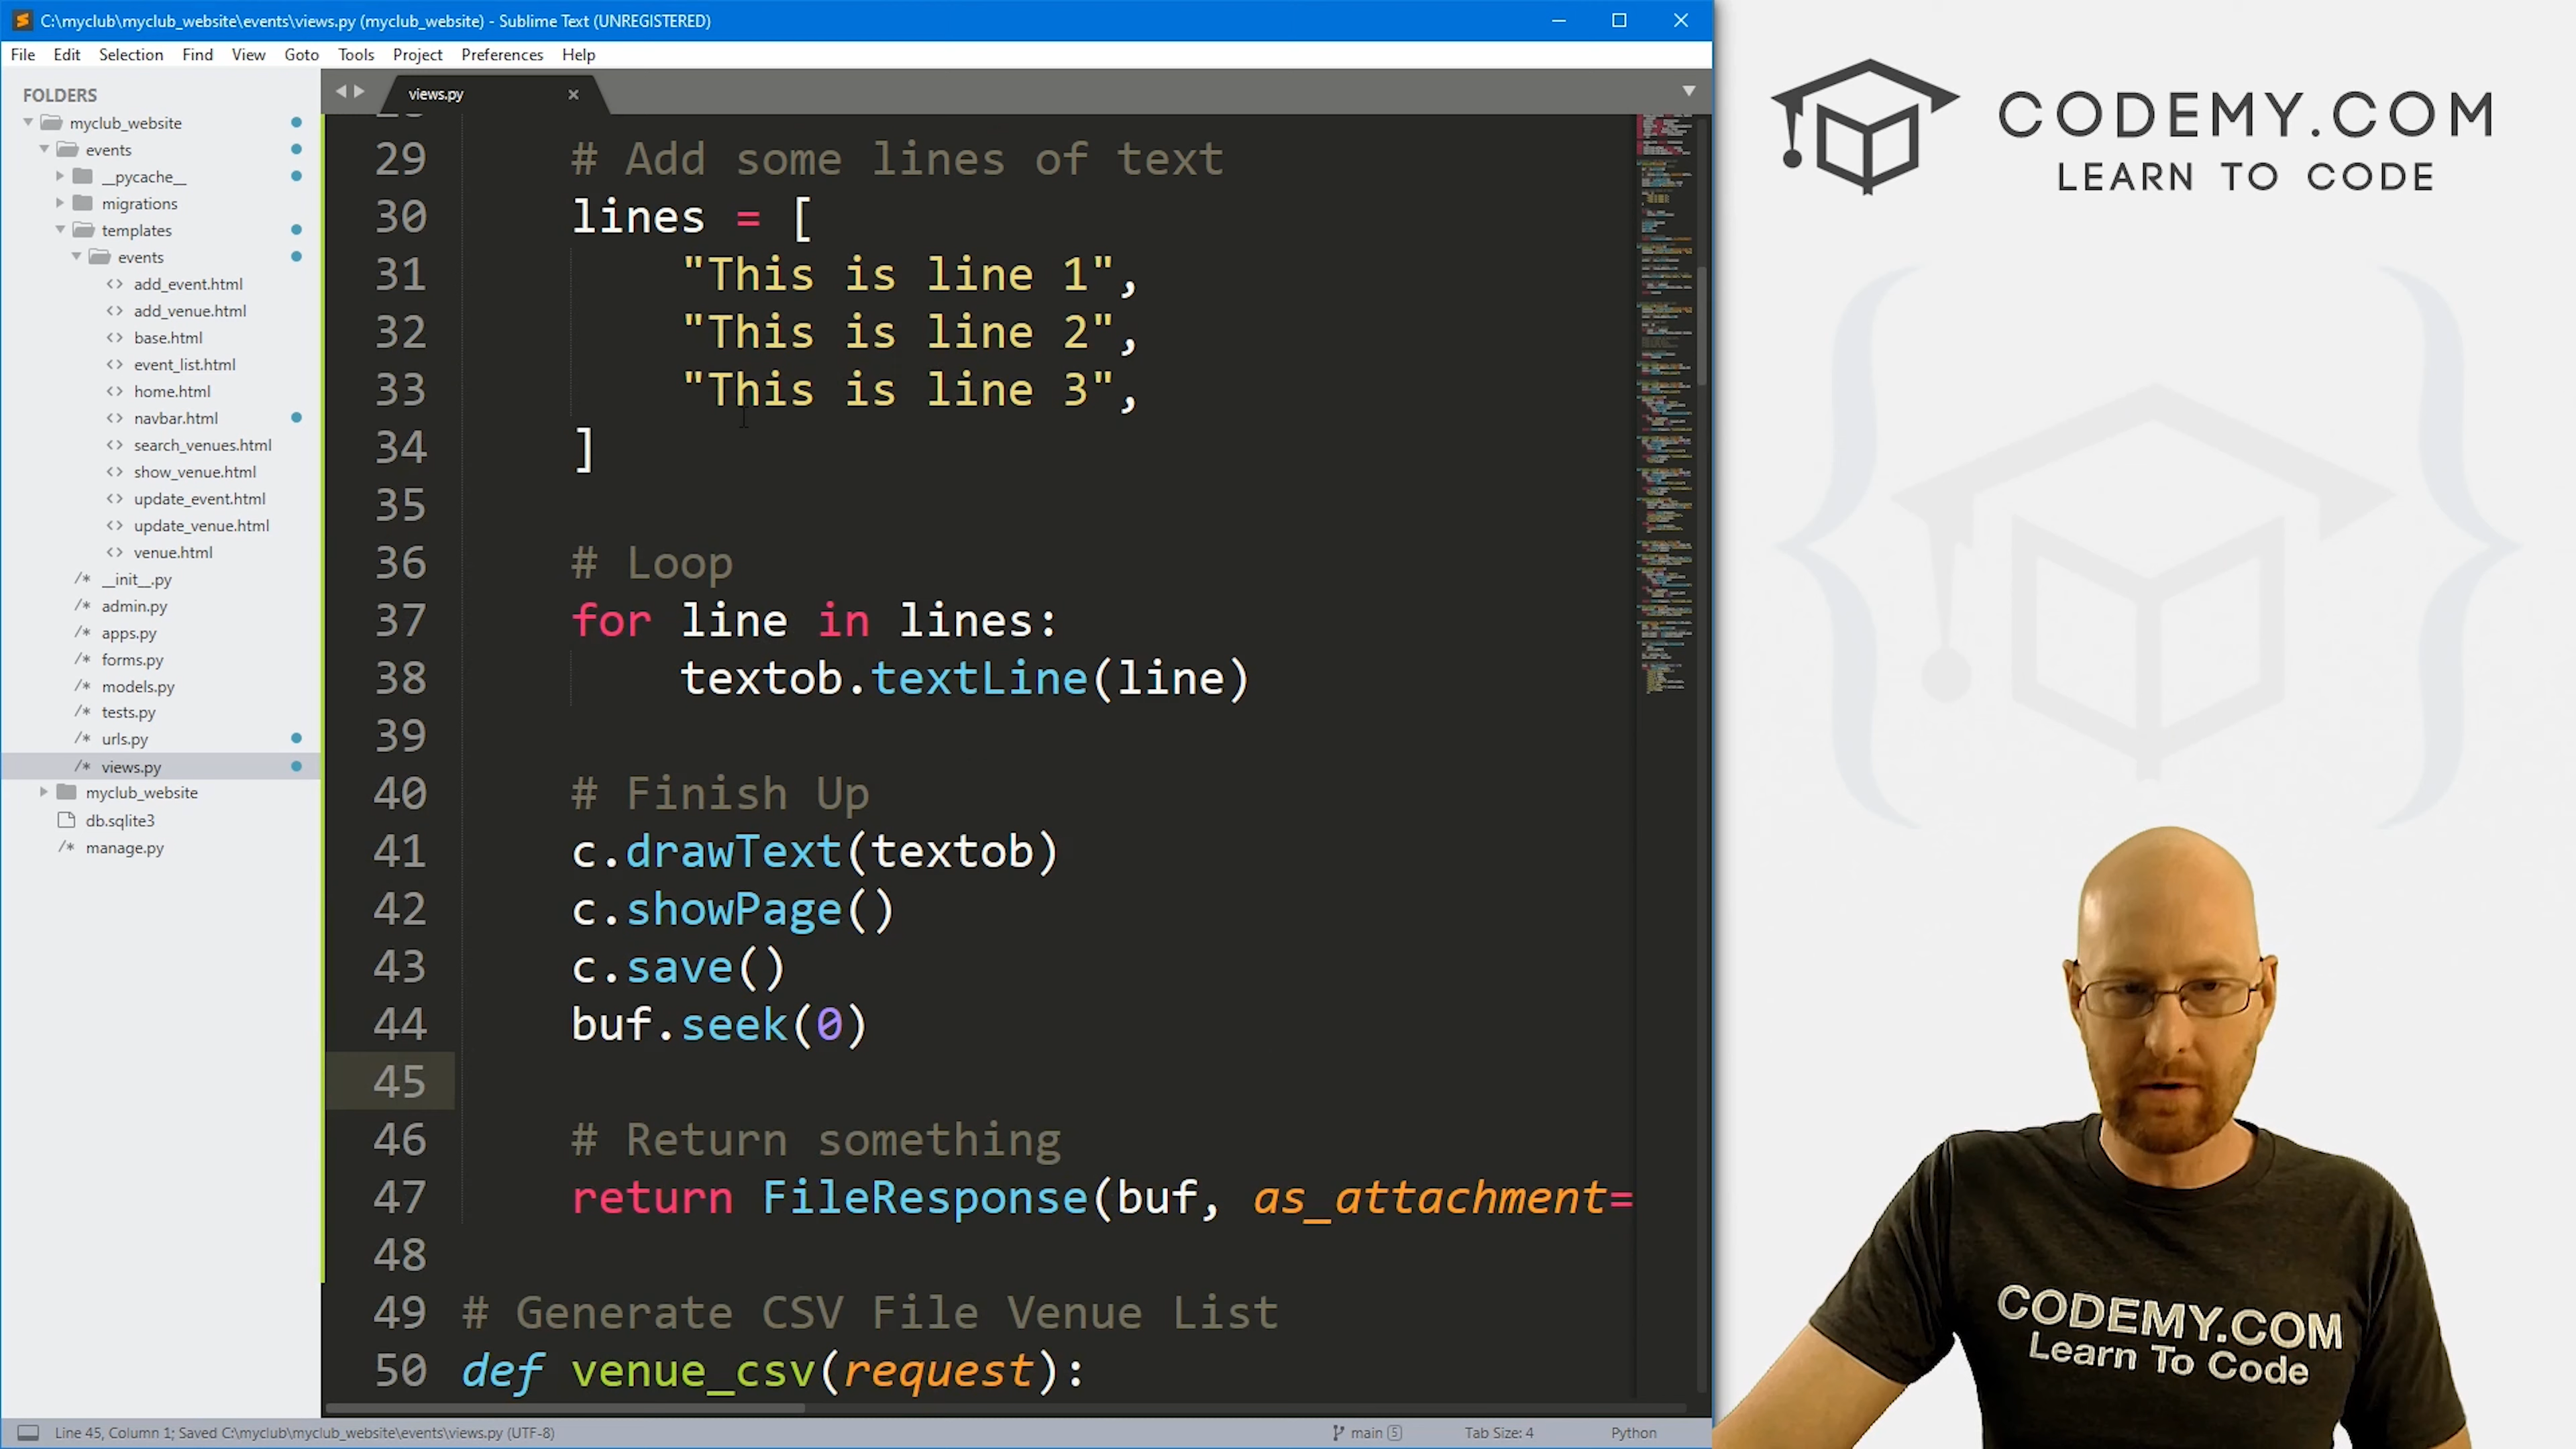 C:\myclub\myclub_website\events\views.py (myclub_website) - Sublime Text (UNREGISTERED)
File Edit Selection Find View Goto Tools Project Preferences Help
FOLDERS
myclub_website
events
__pycache__
migrations
templates
events
<> add_event.html
<> add_venue.html
<> base.html
<> event_list.html
<> home.html
<> navbar.html
<> search_venues.html
<> show_venue.html
<> update_event.html
<> update_venue.html
<> venue.html
/* __init__.py
/* admin.py
/* apps.py
/* forms.py
/* models.py
/* tests.py
/* urls.py
/* views.py
myclub_website
db.sqlite3
/* manage.py
views.py
29 # Add some lines of text
30 lines = [
31 "This is line 1",
32 "This is line 2",
33 "This is line 3",
34 ]
35
36 # Loop
37 for line in lines:
38 textob.textLine(line)
39
40 # Finish Up
41 c.drawText(textob)
42 c.showPage()
43 c.save()
44 buf.seek(0)
45
46 # Return something
47 return FileResponse(buf, as_attachment=
48
49 # Generate CSV File Venue List
50 def venue_csv(request):
Line 45, Column 1; Saved C:\myclub\myclub_website\events\views.py (UTF-8)
main 5
Tab Size: 4
Python
CODEMY.COM
LEARN TO CODE
CODEMY.COM
Learn To Code